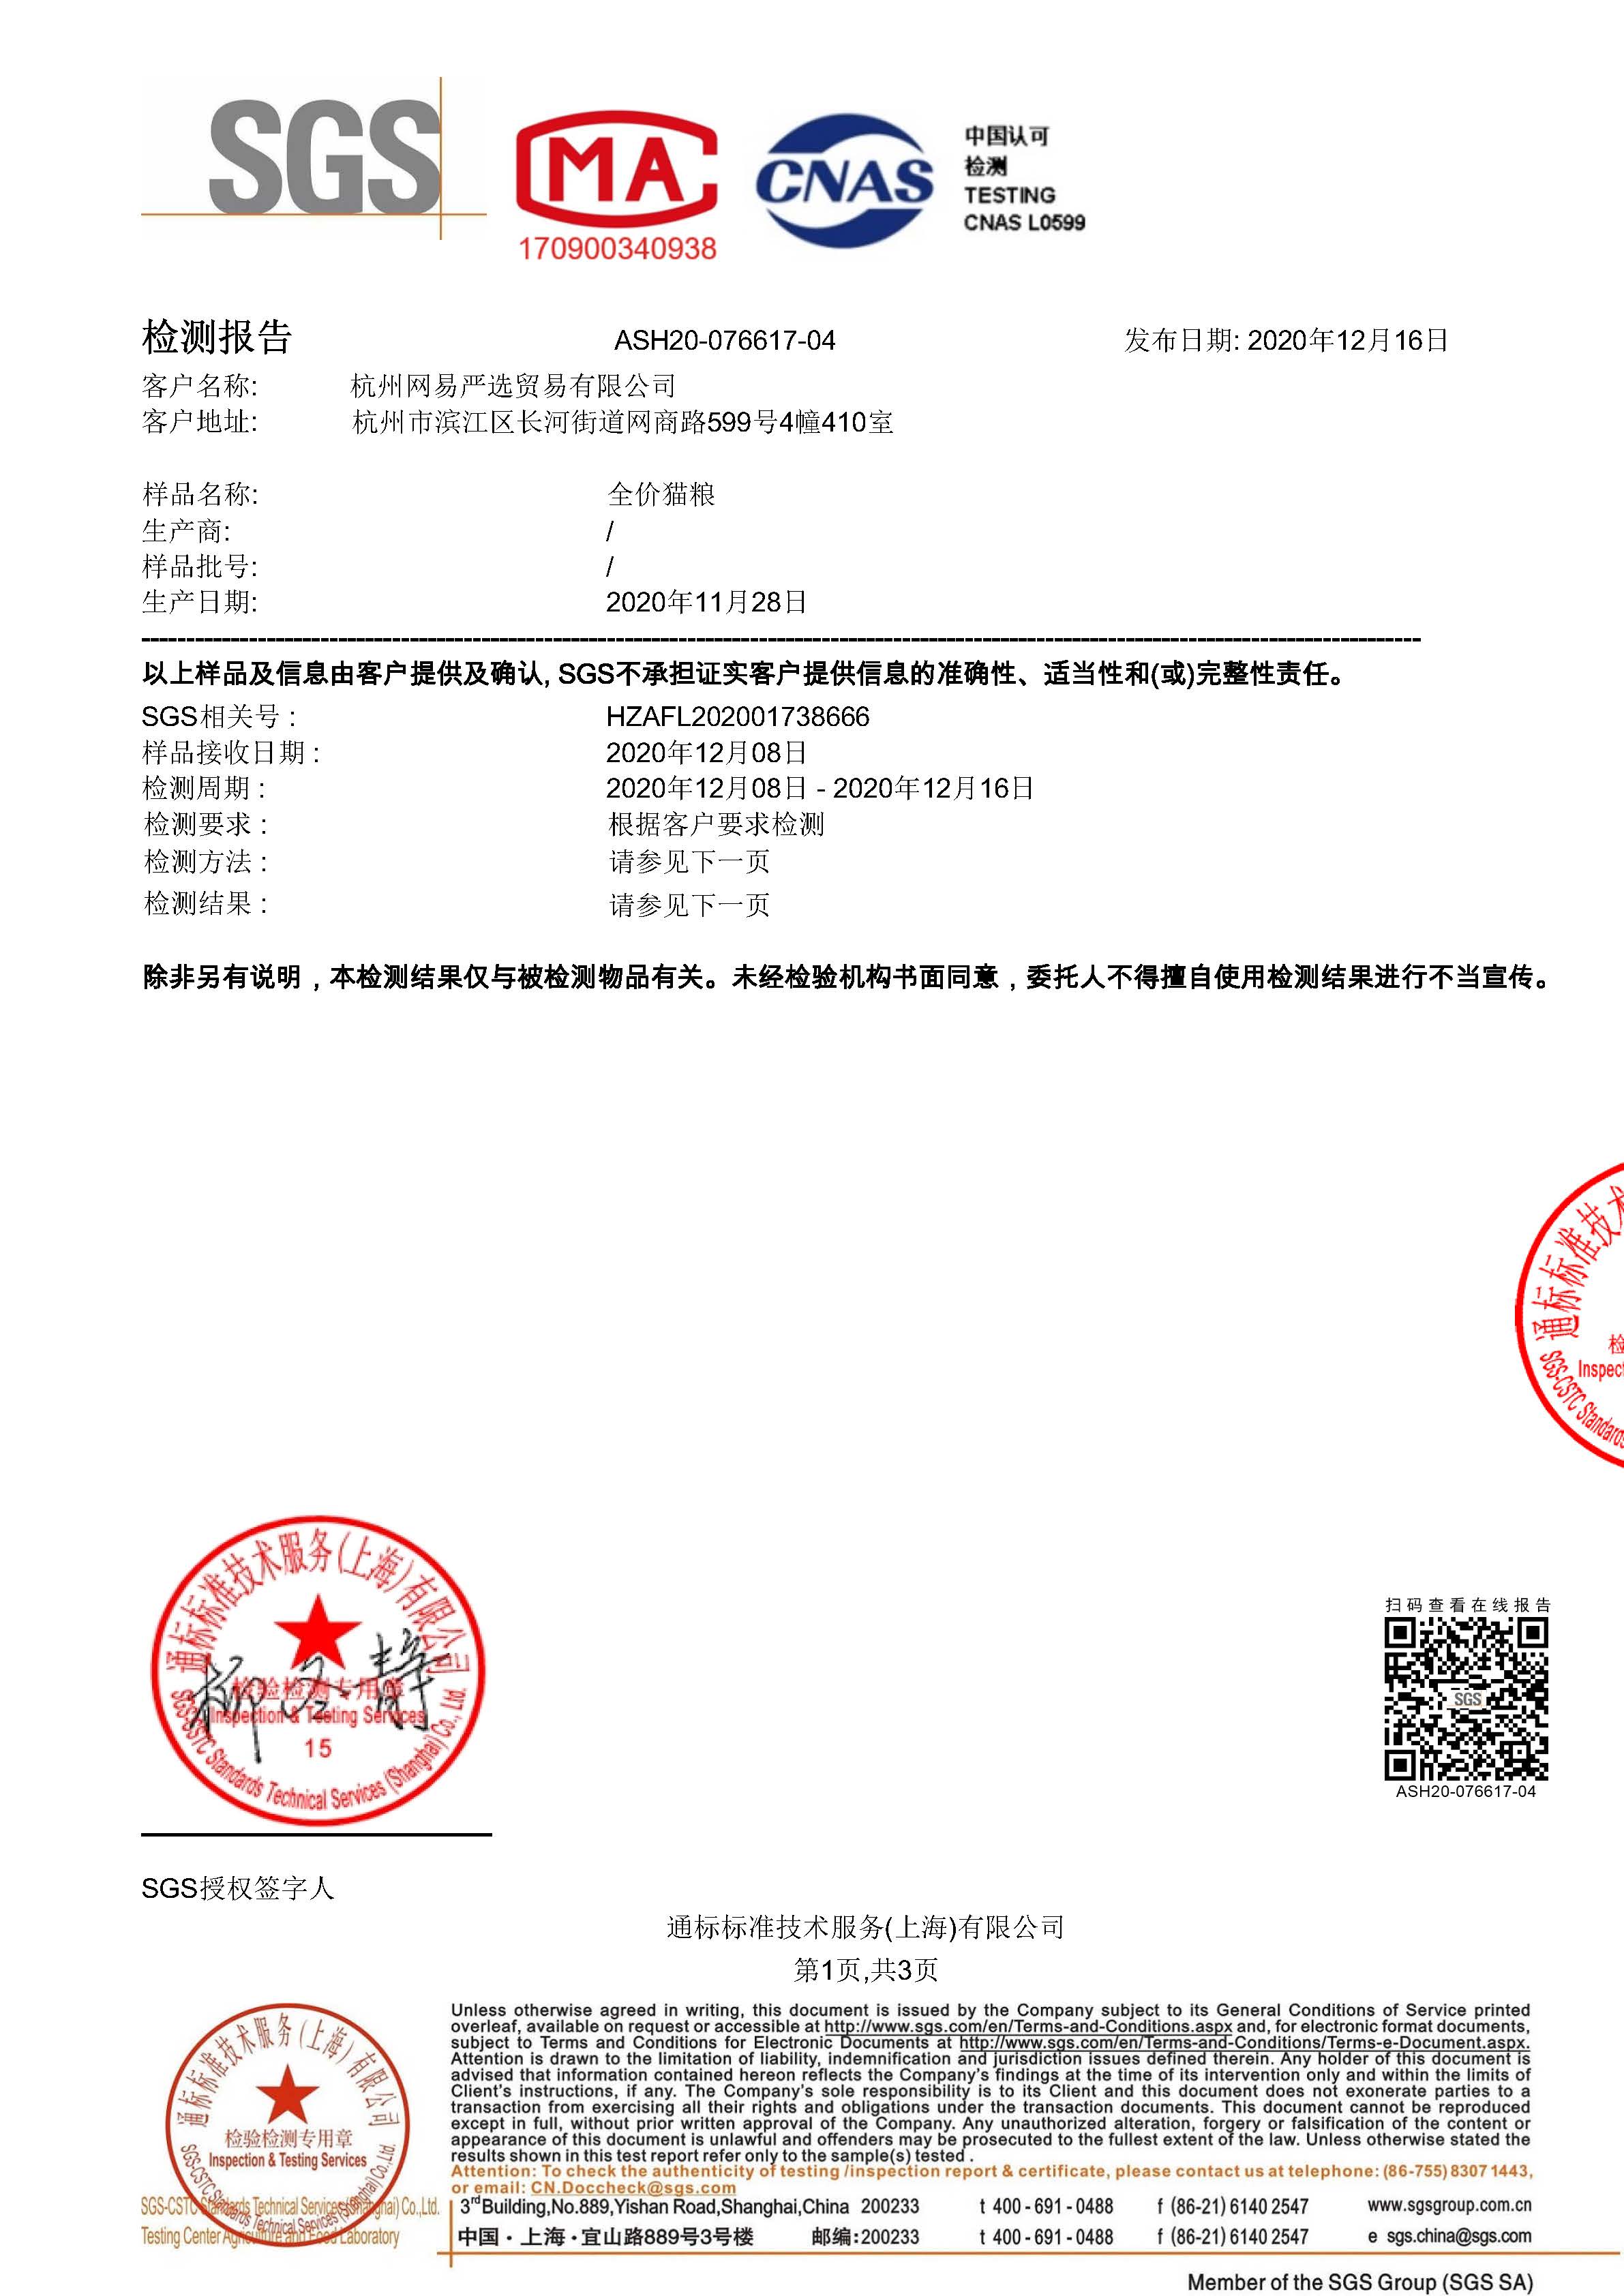 SGS
MA
170900340938
CNAS
中国认可
检测
TESTING
CNAS L0599
检测报告 ASH20-076617-04 发布日期: 2020年12月16日
客户名称: 杭州网易严选贸易有限公司
客户地址: 杭州市滨江区长河街道网商路599号4幢410室
样品名称: 全价猫粮
生产商: /
样品批号: /
生产日期: 2020年11月28日
以上样品及信息由客户提供及确认, SGS不承担证实客户提供信息的准确性、适当性和(或)完整性责任。
SGS相关号 : HZAFL202001738666
样品接收日期 : 2020年12月08日
检测周期 : 2020年12月08日 - 2020年12月16日
检测要求 : 根据客户要求检测
检测方法 : 请参见下一页
检测结果 : 请参见下一页
除非另有说明，本检测结果仅与被检测物品有关。未经检验机构书面同意，委托人不得擅自使用检测结果进行不当宣传。
通标标准技术
检
Inspect
SGS-CSTC Standards
通标标准技术服务(上海)有限公司
检验检测专用章
Inspection & Testing Services
15
SGS-CSTC Standards Technical Services (Shanghai) Co., Ltd.
扫码查看在线报告
SGS
ASH20-076617-04
SGS授权签字人
通标标准技术服务(上海)有限公司
第1页,共3页
通标标准技术服务(上海)有限公司
检验检测专用章
Inspection & Testing Services
SGS-CSTC Standards Technical Services (Shanghai) Co.,Ltd.
SGS-CSTC Standards Technical Services (Shanghai) Co.,Ltd.
Testing Center Agriculture and Food Laboratory
Unless otherwise agreed in writing, this document is issued by the Company subject to its General Conditions of Service printed
overleaf, available on request or accessible at http://www.sgs.com/en/Terms-and-Conditions.aspx and, for electronic format documents,
subject to Terms and Conditions for Electronic Documents at http://www.sgs.com/en/Terms-and-Conditions/Terms-e-Document.aspx.
Attention is drawn to the limitation of liability, indemnification and jurisdiction issues defined therein. Any holder of this document is
advised that information contained hereon reflects the Company's findings at the time of its intervention only and within the limits of
Client's instructions, if any. The Company's sole responsibility is to its Client and this document does not exonerate parties to a
transaction from exercising all their rights and obligations under the transaction documents. This document cannot be reproduced
except in full, without prior written approval of the Company. Any unauthorized alteration, forgery or falsification of the content or
appearance of this document is unlawful and offenders may be prosecuted to the fullest extent of the law. Unless otherwise stated the
results shown in this test report refer only to the sample(s) tested .
Attention: To check the authenticity of testing /inspection report & certificate, please contact us at telephone: (86-755) 8307 1443,
or email: CN.Doccheck@sgs.com
3rd Building,No.889,Yishan Road,Shanghai,China 200233 t 400-691-0488 f (86-21) 6140 2547 www.sgsgroup.com.cn
中国·上海·宜山路889号3号楼 邮编:200233 t 400-691-0488 f (86-21) 6140 2547 e sgs.china@sgs.com
Member of the SGS Group (SGS SA)